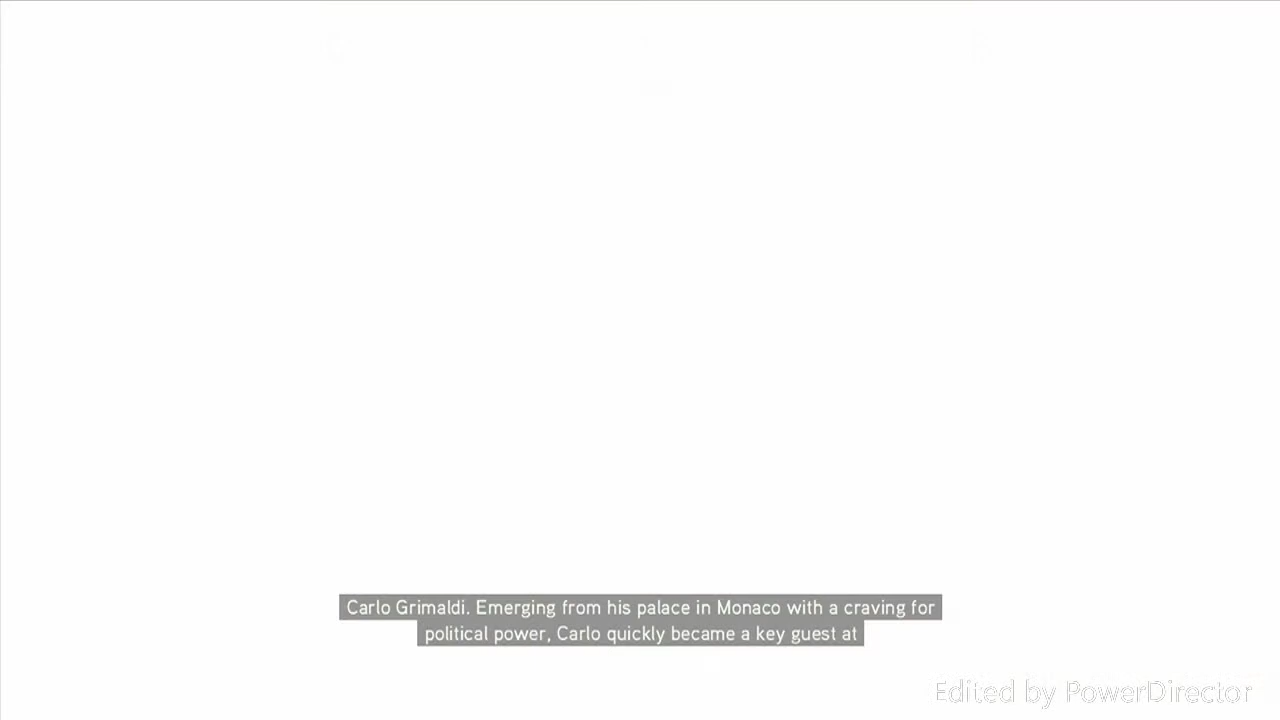 Carlo Grimaldi. Emerging from his palace in Monaco with a craving for
political power, Carlo quickly became a key guest at
Edited by PowerDirector